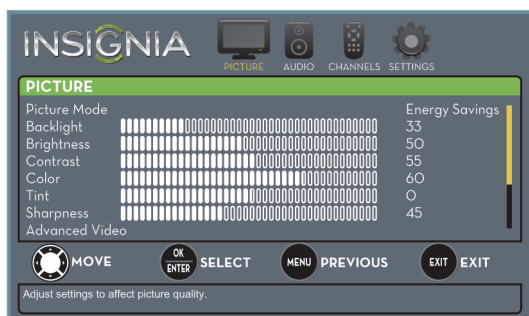 INSIGNIA
PICTURE AUDIO CHANNELS SETTINGS
PICTURE
Picture Mode Energy Savings
Backlight 33
Brightness 50
Contrast 55
Color 60
Tint 0
Sharpness 45
Advanced Video
MOVE OK ENTER SELECT MENU PREVIOUS EXIT EXIT
Adjust settings to affect picture quality.